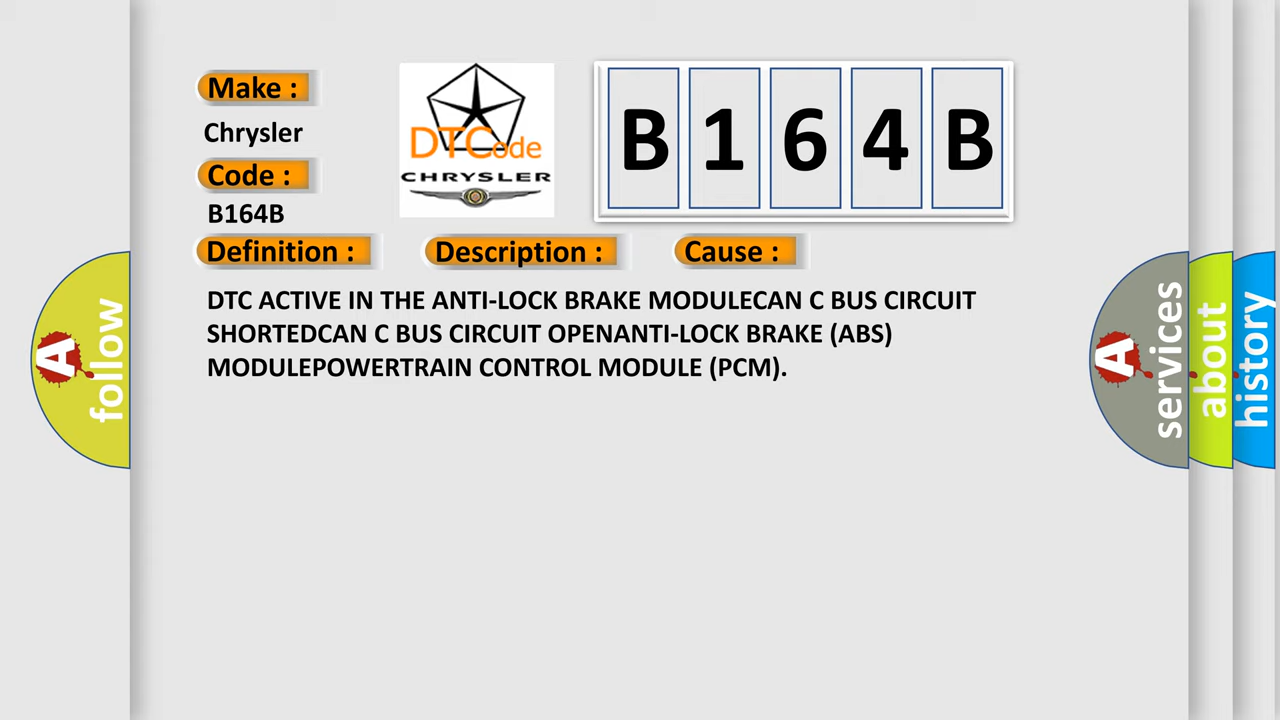 Make :
Chrysler
Code :
B164B
DTCode
CHRYSLER
B 1 6 4 B
Definition :
Description :
Cause :
DTC ACTIVE IN THE ANTI-LOCK BRAKE MODULECAN C BUS CIRCUIT
SHORTEDCAN C BUS CIRCUIT OPENANTI-LOCK BRAKE (ABS)
MODULEPOWERTRAIN CONTROL MODULE (PCM).
A follow
A services
about
history